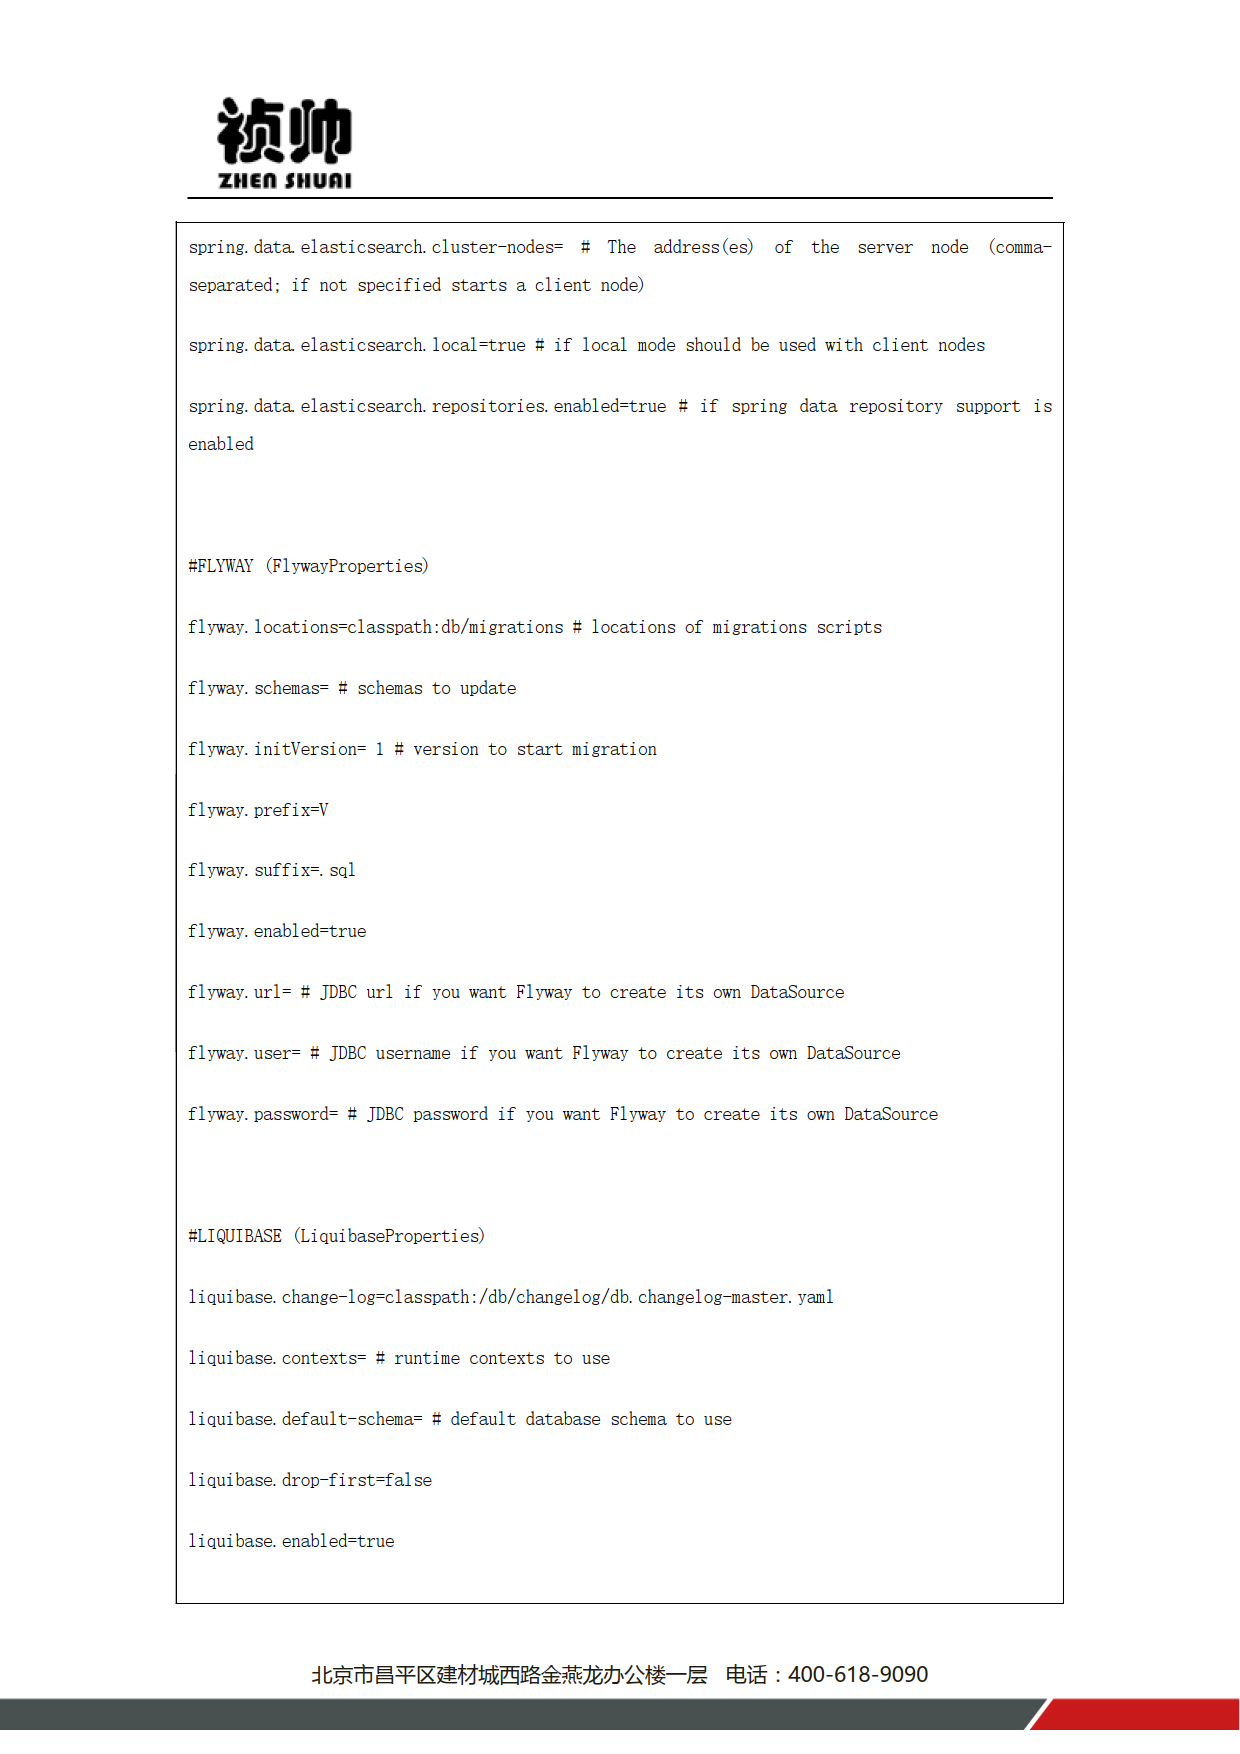 祯帅
ZHEN SHUAI
spring.data.elasticsearch.cluster-nodes= # The address(es) of the server node (comma-
separated; if not specified starts a client node)
spring.data.elasticsearch.local=true # if local mode should be used with client nodes
spring.data.elasticsearch.repositories.enabled=true # if spring data repository support is
enabled
#FLYWAY (FlywayProperties)
flyway.locations=classpath:db/migrations # locations of migrations scripts
flyway.schemas= # schemas to update
flyway.initVersion= 1 # version to start migration
flyway.prefix=V
flyway.suffix=.sql
flyway.enabled=true
flyway.url= # JDBC url if you want Flyway to create its own DataSource
flyway.user= # JDBC username if you want Flyway to create its own DataSource
flyway.password= # JDBC password if you want Flyway to create its own DataSource
#LIQUIBASE (LiquibaseProperties)
liquibase.change-log=classpath:/db/changelog/db.changelog-master.yaml
liquibase.contexts= # runtime contexts to use
liquibase.default-schema= # default database schema to use
liquibase.drop-first=false
liquibase.enabled=true
北京市昌平区建材城西路金燕龙办公楼一层 电话：400-618-9090